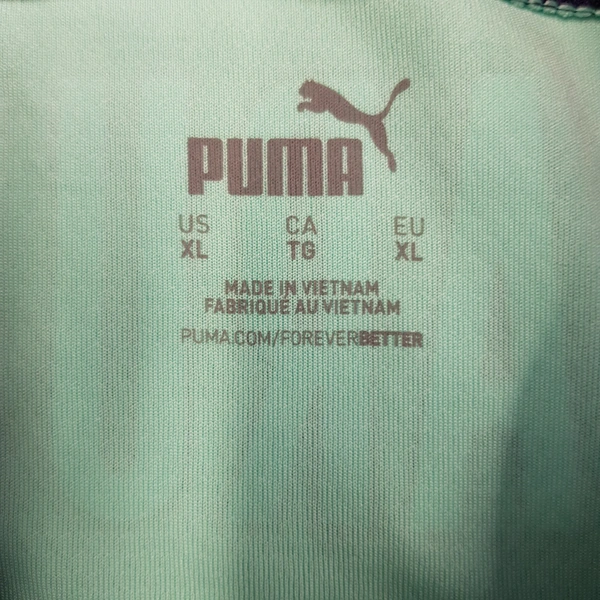 PUMA
US CA EU
XL TG XL
MADE IN VIETNAM
FABRIQUÉ AU VIETNAM
PUMA.COM/FOREVERBETTER